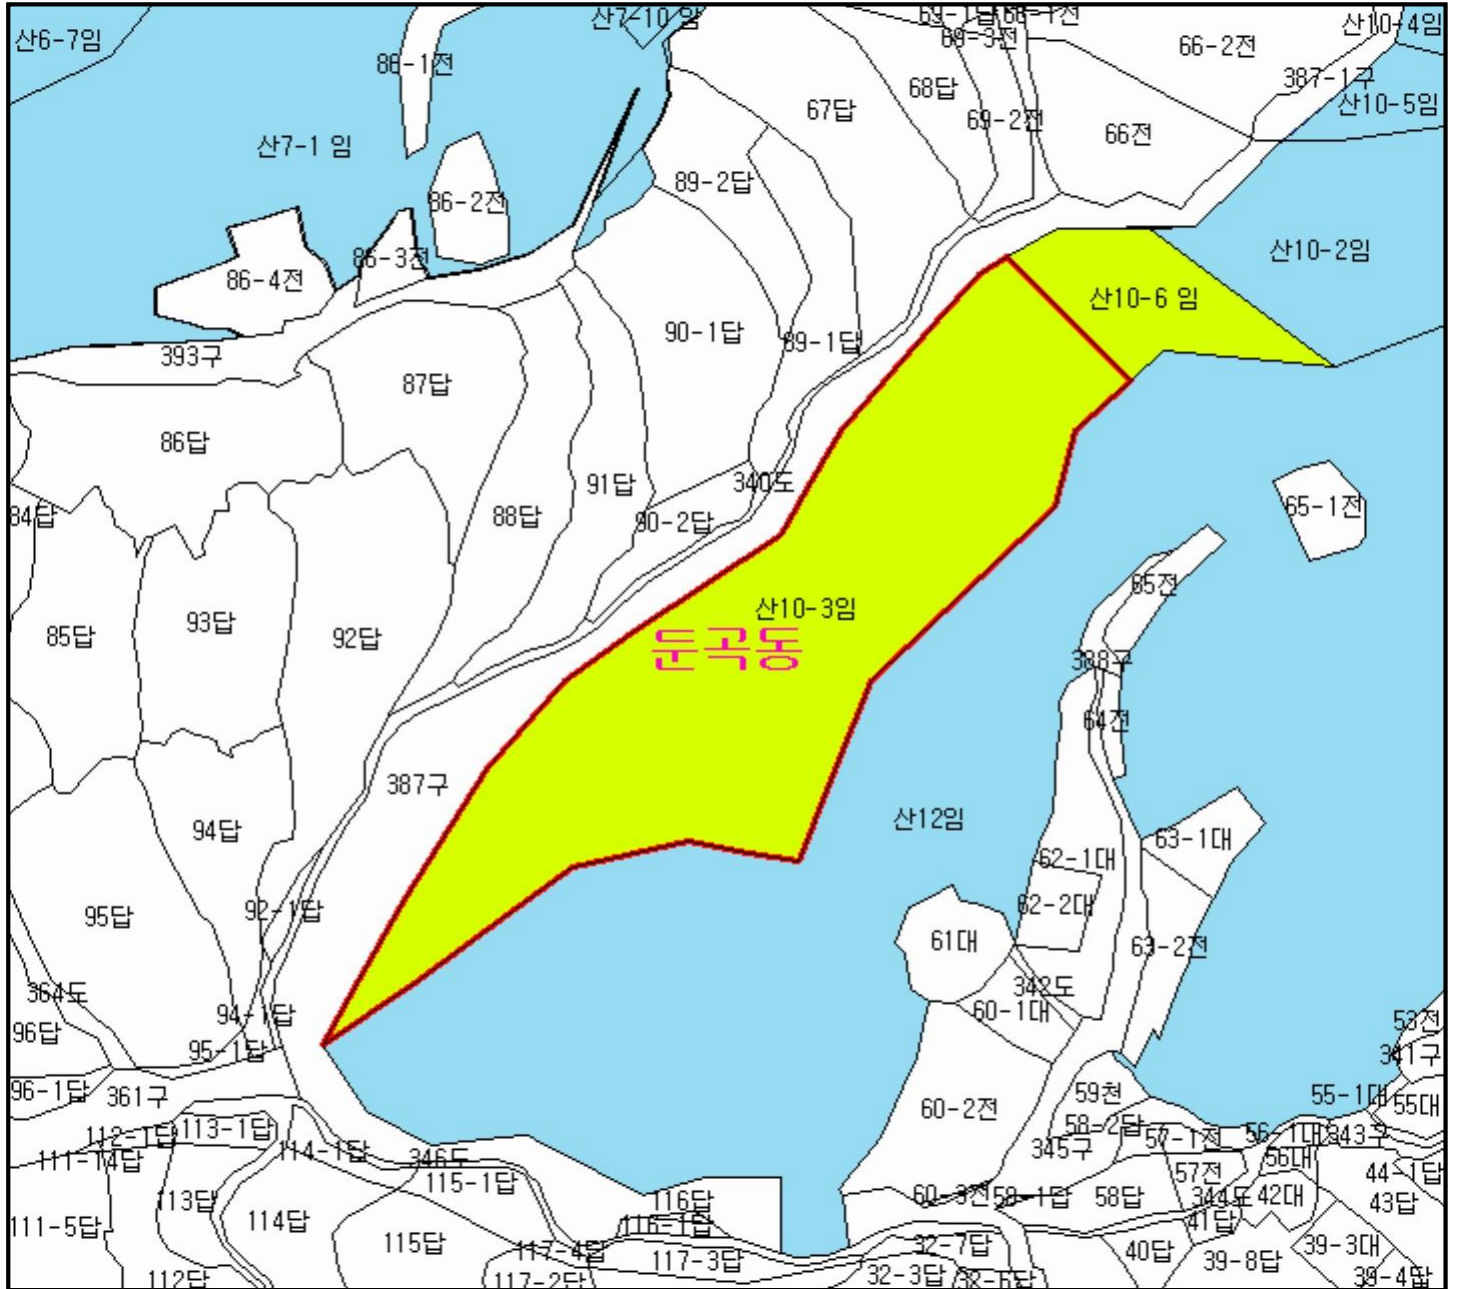 산7-10 임
69-1답
66-1전
산10-4임
산6-7임
69-3전
66-2전
86-1전
387-1구
68답
산10-5임
67답
69-2전
66전
산7-1 임
89-2답
86-2전
산10-2임
86-3전
86-4전
산10-6 임
90-1답
89-1답
393구
87답
86답
91답
340도
65-1전
84답
88답
90-2답
65전
산10-3임
93답
85답
92답
둔곡동
388구
64전
387구
산12임
94답
63-1대
62-1대
62-2대
92-1답
95답
61대
63-2전
364도
342도
60-1대
94-1답
53전
96답
95-1답
341구
96-1답
361구
59천
55-1대
55대
60-2전
58-2답
112-1답
113-1답
57-1전
56-1대
343구
114-1답
345구
111-14답
346도
56대
57전
44-1답
115-1답
113답
116답
60-3전
58-1답
58답
344도
42대
43답
111-5답
114답
116-1답
41답
115답
117-4답
32-7답
40답
39-3대
117-3답
39-8답
112답
117-2답
32-3답
32-6답
39-4답